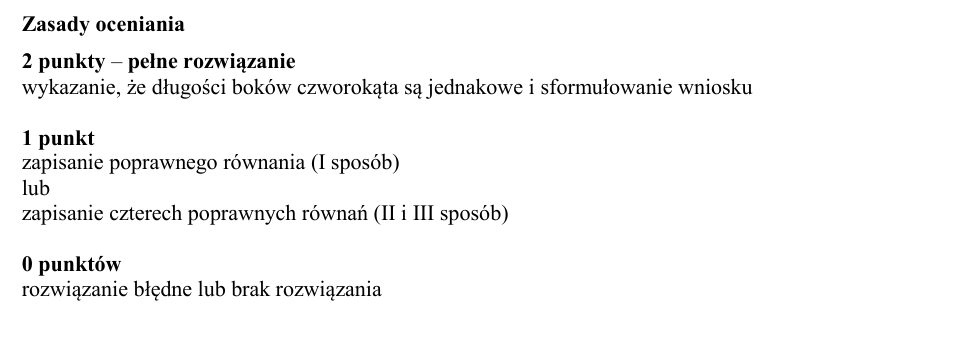 Zasady oceniania
2 punkty – pełne rozwiązanie
wykazanie, że długości boków czworokąta są jednakowe i sformułowanie wniosku
1 punkt
zapisanie poprawnego równania (I sposób)
lub
zapisanie czterech poprawnych równań (II i III sposób)
0 punktów
rozwiązanie błędne lub brak rozwiązania